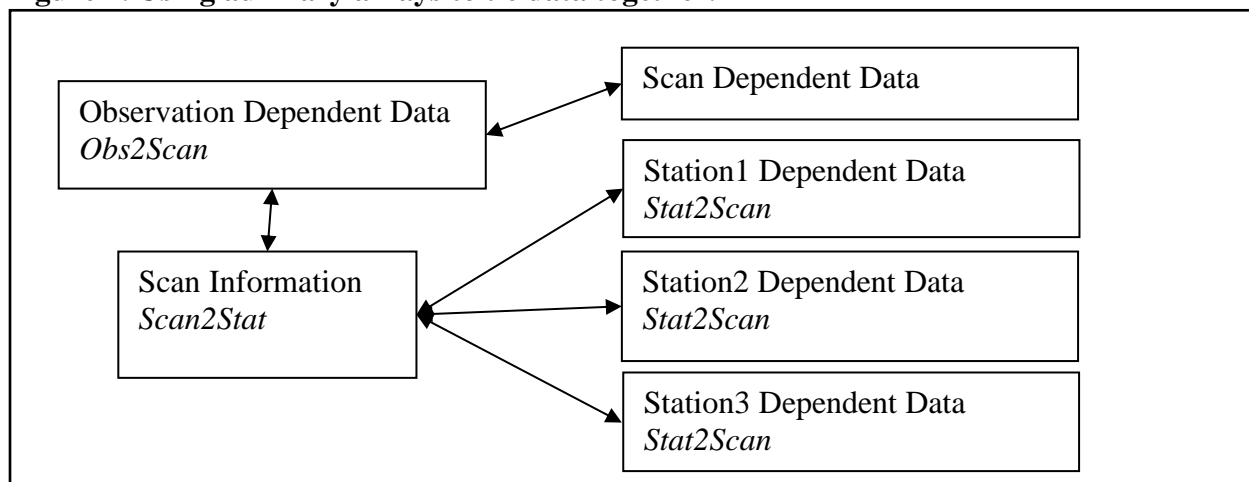 Observation Dependent Data
Obs2Scan
Scan Information
Scan2Stat
Scan Dependent Data
Station1 Dependent Data
Stat2Scan
Station2 Dependent Data
Stat2Scan
Station3 Dependent Data
Stat2Scan